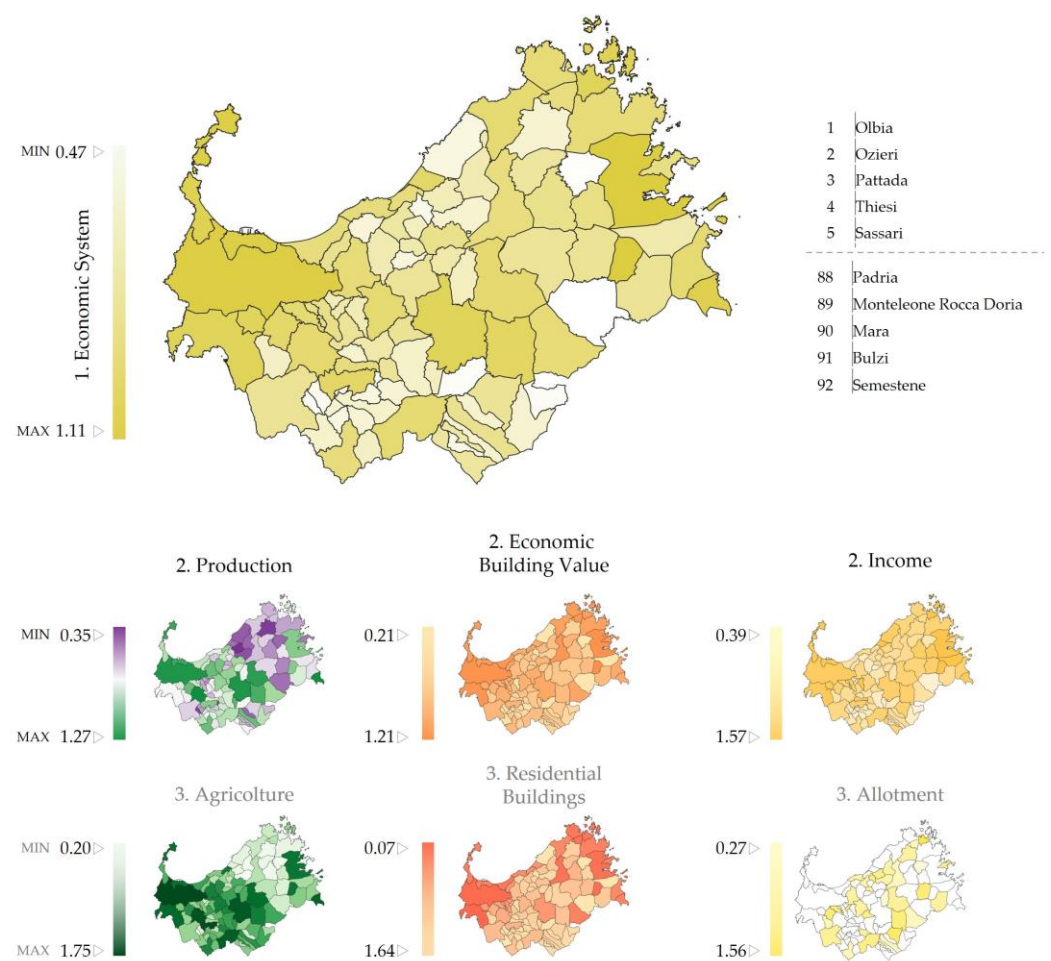 MIN 0.47
1. Economic System
MAX 1.11
1 Olbia
2 Ozieri
3 Pattada
4 Thiesi
5 Sassari
88 Padria
89 Monteleone Rocca Doria
90 Mara
91 Bulzi
92 Semestene
2. Production
MIN 0.35
MAX 1.27
2. Economic
Building Value
0.21
1.21
2. Income
0.39
1.57
3. Agricolture
MIN 0.20
MAX 1.75
3. Residential
Buildings
0.07
1.64
3. Allotment
0.27
1.56